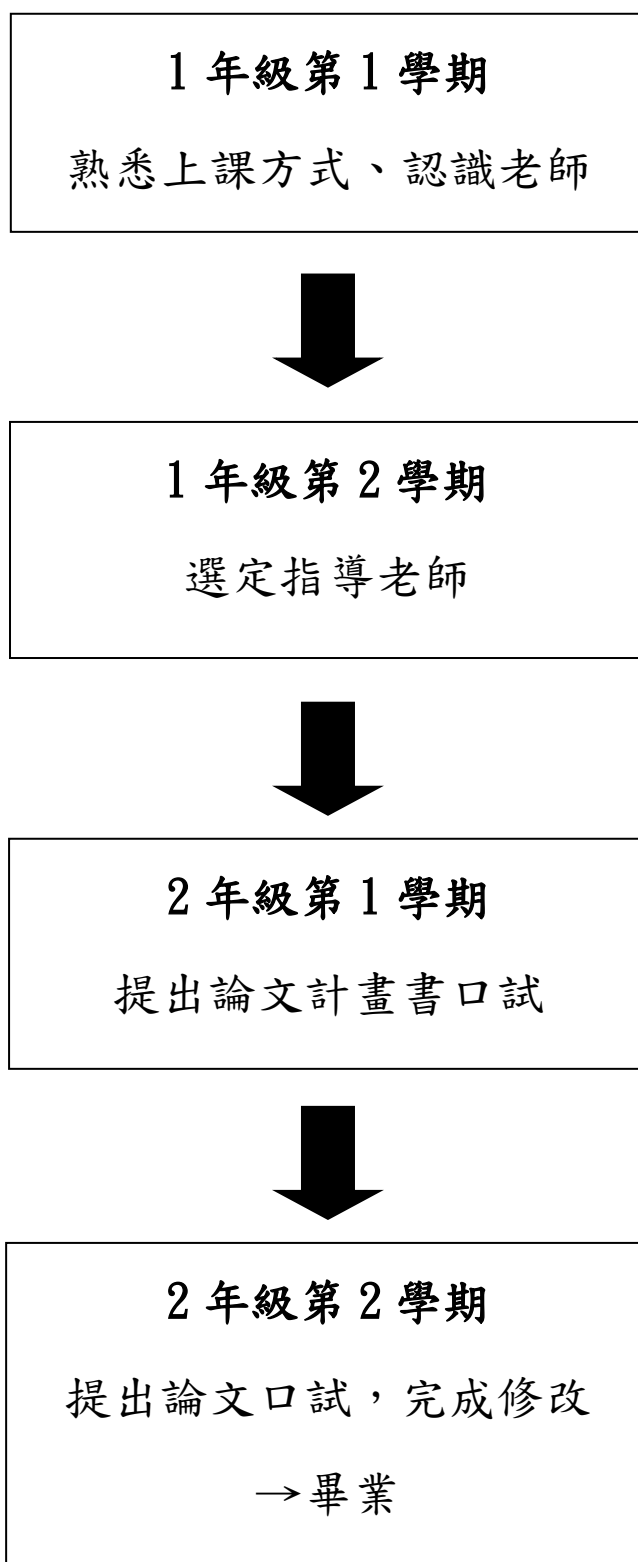 1 年級第 1 學期
熟悉上課方式、認識老師
1 年級第 2 學期
選定指導老師
2 年級第 1 學期
提出論文計畫書口試
2 年級第 2 學期
提出論文口試，完成修改
→畢業